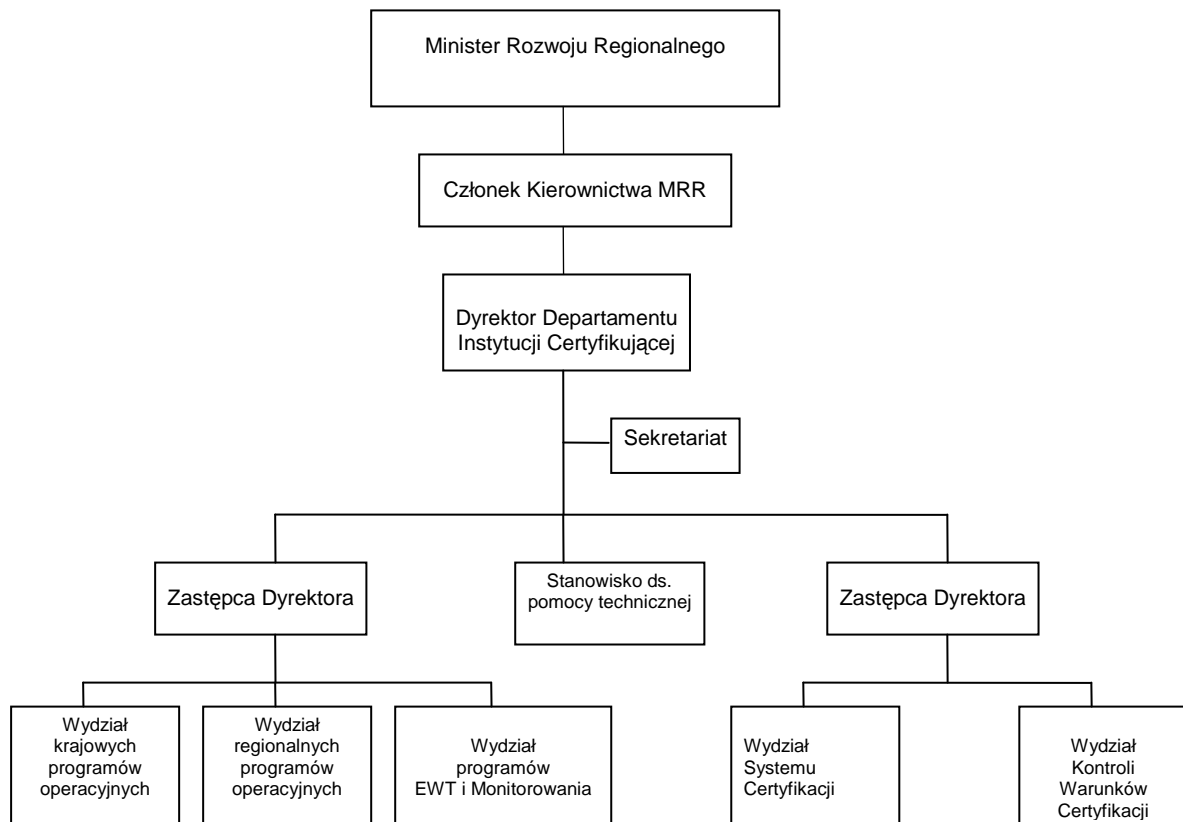 Minister Rozwoju Regionalnego
Członek Kierownictwa MRR
Dyrektor Departamentu
Instytucji Certyfikującej
Sekretariat
Zastępca Dyrektora
Stanowisko ds.
pomocy technicznej
Zastępca Dyrektora
Wydział
krajowych
programów
operacyjnych
Wydział
regionalnych
programów
operacyjnych
Wydział
programów
EWT i Monitorowania
Wydział
Systemu
Certyfikacji
Wydział
Kontroli
Warunków
Certyfikacji